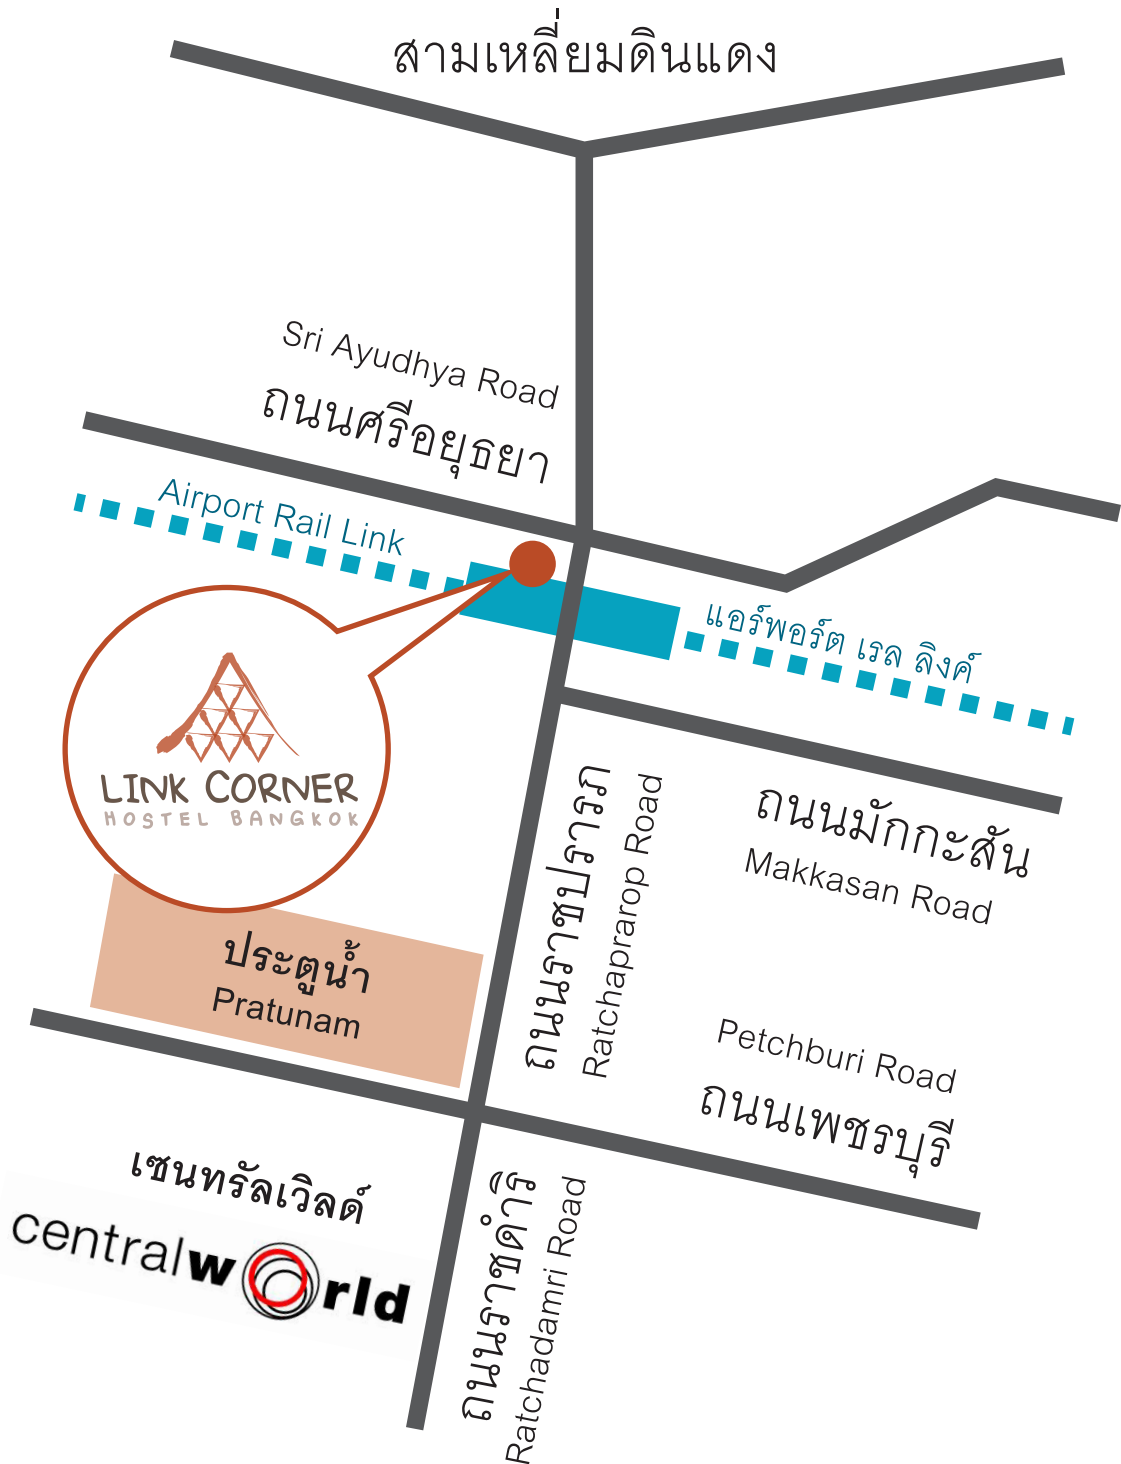 สามเหลี่ยมดินแดง
Sri Ayudhya Road
ถนนศรีอยุธยา
Airport Rail Link
แอร์พอร์ต เรล ลิงค์
LINK CORNER
HOSTEL BANGKOK
ถนนราชปรารภ
Ratchaprarop Road
ถนนมักกะสัน
Makkasan Road
ประตูน้ำ
Pratunam
Petchburi Road
ถนนเพชรบุรี
เซนทรัลเวิลด์
centralworld
ถนนราชดำริ
Ratchadamri Road